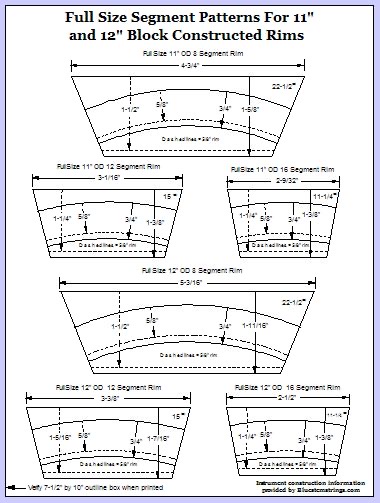 Full Size Segment Patterns For 11"
and 12" Block Constructed Rims
Full Size 11" OD 8 Segment Rim
4-3/4"
22-1/2°
1-1/2"
5/8"
3/4"
1-5/8"
Dashed lines = 5/8" rim
Full Size 11" OD 12 Segment Rim
3-1/16"
15°
1-1/4"
5/8"
3/4"
1-3/8"
Dashed lines = 5/8" rim
Full Size 11" OD 16 Segment Rim
2-9/32"
11-1/4°
1-1/4"
5/8"
3/4"
1-3/8"
Dashed lines = 5/8" rim
Full Size 12" OD 8 Segment Rim
5-3/16"
22-1/2°
1-1/2"
5/8"
3/4"
1-11/16"
Dashed lines = 5/8" rim
Full Size 12" OD 12 Segment Rim
3-3/8"
15°
1-5/16"
5/8"
3/4"
1-7/16"
Dashed lines = 5/8" rim
Full Size 12" OD 16 Segment Rim
2-1/2"
11-1/4°
1-1/4"
5/8"
3/4"
1-3/8"
Dashed lines = 5/8" rim
Verify 7-1/2" by 10" outline box when printed
Instrument construction information
provided by Bluestemstrings.com